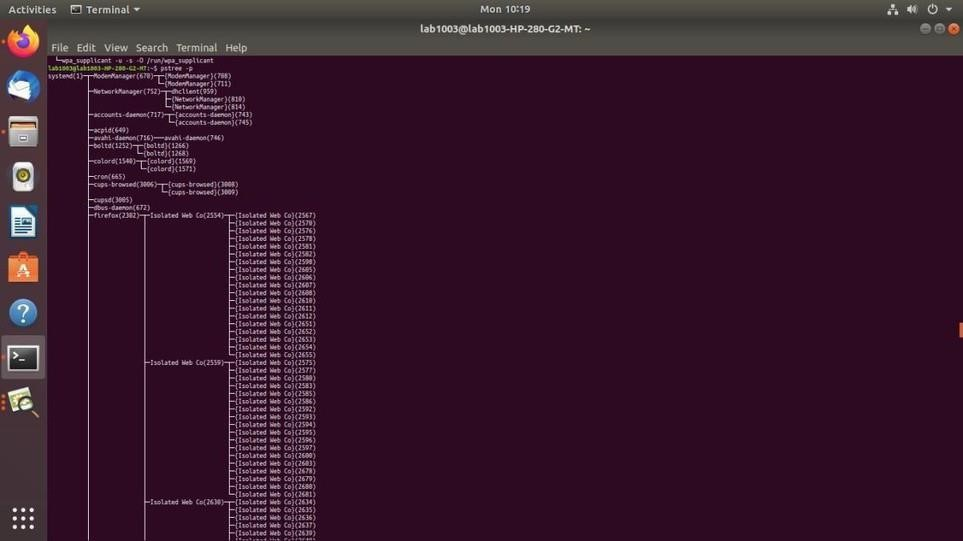 Activities Terminal Mon 10:19
lab1003@lab1003-HP-280-G2-MT: ~
File Edit View Search Terminal Help
└─wpa_supplicant -u -s -O /run/wpa_supplicant
lab1003@lab1003-HP-280-G2-MT:~$ pstree -p
systemd(1)─┬─ModemManager(670)─┬─{ModemManager}(708)
{ModemManager}(711)
├─NetworkManager(752)─┬─dhclient(959)
├─{NetworkManager}(810)
└─{NetworkManager}(814)
├─accounts-daemon(717)─┬─{accounts-daemon}(743)
└─{accounts-daemon}(745)
├─acpid(649)
├─avahi-daemon(716)───avahi-daemon(746)
├─boltd(1252)─┬─{boltd}(1266)
└─{boltd}(1268)
├─colord(1540)─┬─{colord}(1569)
└─{colord}(1571)
├─cron(665)
├─cups-browsed(3006)─┬─{cups-browsed}(3008)
└─{cups-browsed}(3009)
├─cupsd(3005)
├─dbus-daemon(672)
├─firefox(2302)─┬─Isolated Web Co(2554)─┬─{Isolated Web Co}(2567)
├─{Isolated Web Co}(2570)
├─{Isolated Web Co}(2576)
├─{Isolated Web Co}(2578)
├─{Isolated Web Co}(2581)
├─{Isolated Web Co}(2582)
├─{Isolated Web Co}(2598)
├─{Isolated Web Co}(2605)
├─{Isolated Web Co}(2606)
├─{Isolated Web Co}(2607)
├─{Isolated Web Co}(2608)
├─{Isolated Web Co}(2610)
├─{Isolated Web Co}(2611)
├─{Isolated Web Co}(2612)
├─{Isolated Web Co}(2651)
├─{Isolated Web Co}(2652)
├─{Isolated Web Co}(2653)
├─{Isolated Web Co}(2654)
└─{Isolated Web Co}(2655)
├─Isolated Web Co(2559)─┬─{Isolated Web Co}(2575)
├─{Isolated Web Co}(2577)
├─{Isolated Web Co}(2580)
├─{Isolated Web Co}(2583)
├─{Isolated Web Co}(2585)
├─{Isolated Web Co}(2586)
├─{Isolated Web Co}(2592)
├─{Isolated Web Co}(2593)
├─{Isolated Web Co}(2594)
├─{Isolated Web Co}(2595)
├─{Isolated Web Co}(2596)
├─{Isolated Web Co}(2597)
├─{Isolated Web Co}(2600)
├─{Isolated Web Co}(2603)
├─{Isolated Web Co}(2678)
├─{Isolated Web Co}(2679)
├─{Isolated Web Co}(2680)
└─{Isolated Web Co}(2681)
├─Isolated Web Co(2630)─┬─{Isolated Web Co}(2634)
├─{Isolated Web Co}(2635)
├─{Isolated Web Co}(2636)
├─{Isolated Web Co}(2637)
├─{Isolated Web Co}(2639)